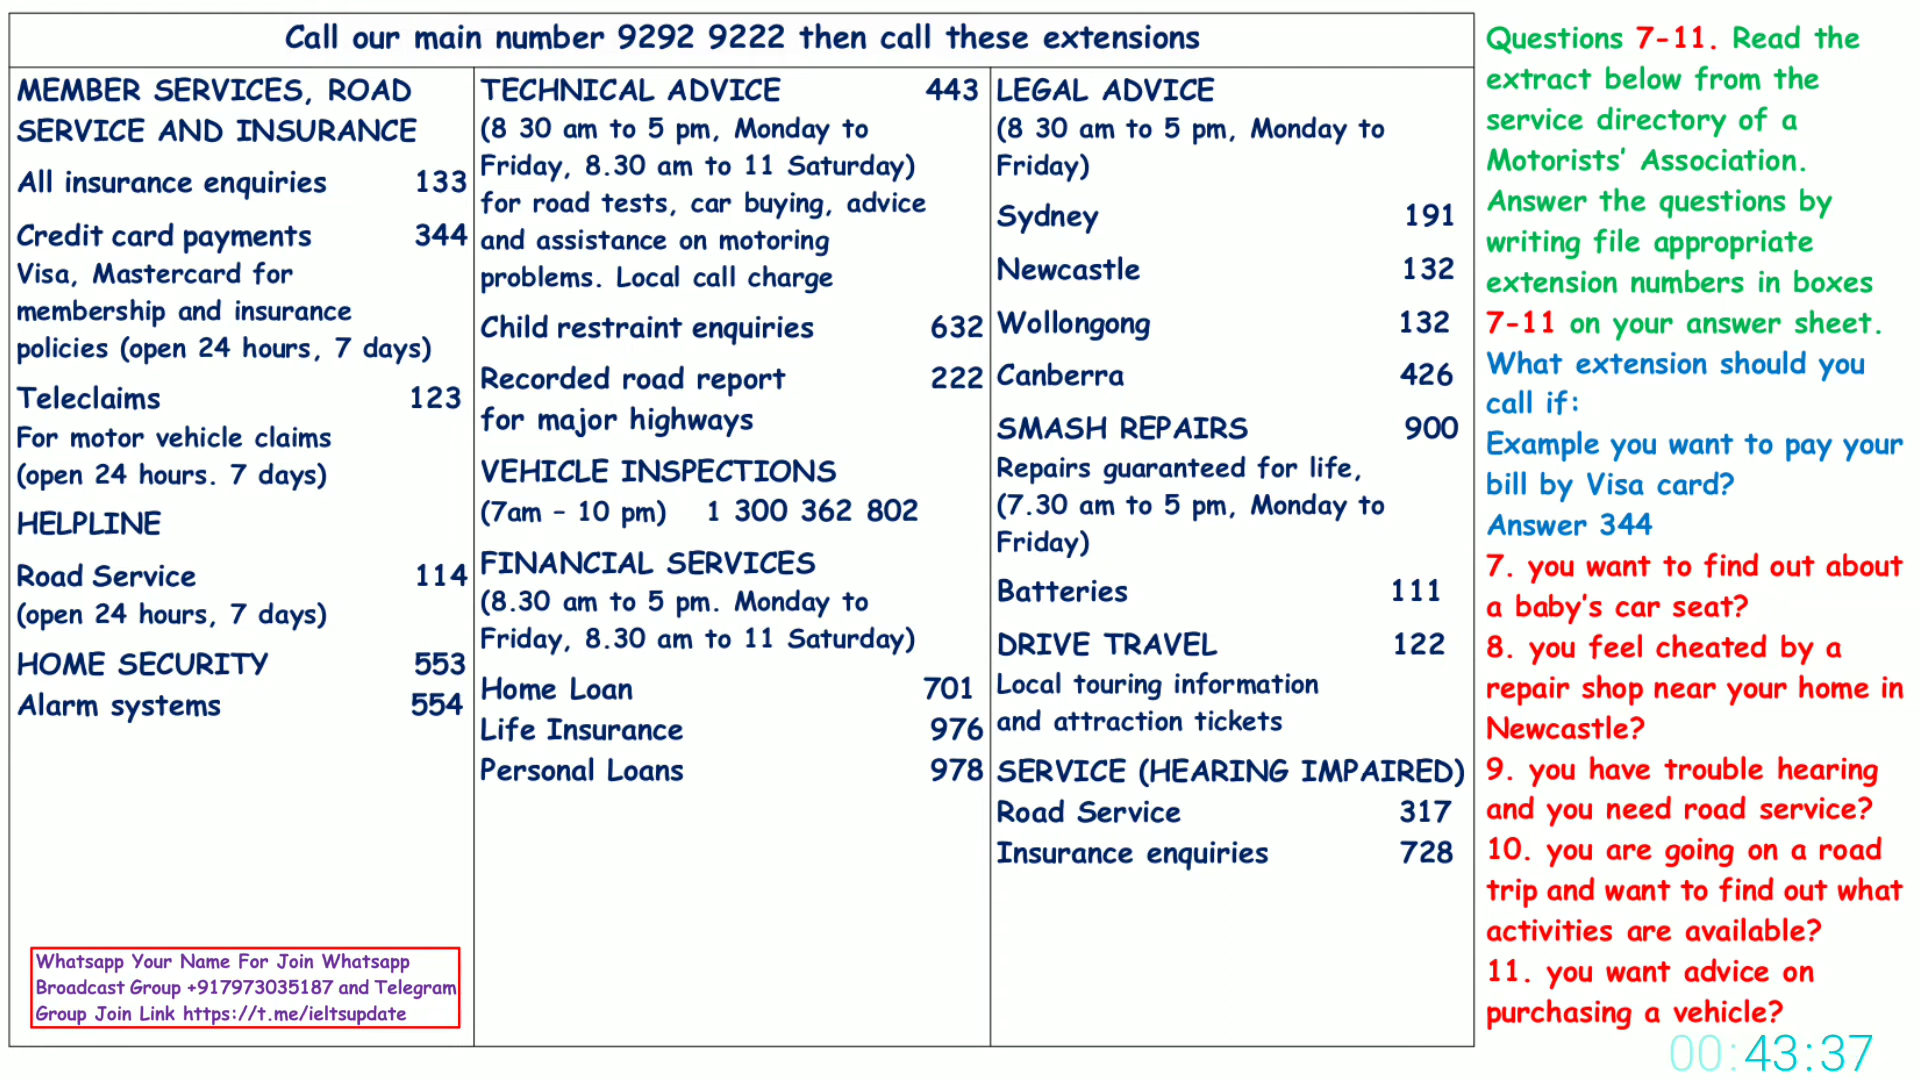 Call our main number 9292 9222 then call these extensions
MEMBER SERVICES, ROAD
SERVICE AND INSURANCE
All insurance enquiries 133
Credit card payments 344
Visa, Mastercard for
membership and insurance
policies (open 24 hours, 7 days)
Teleclaims 123
For motor vehicle claims
(open 24 hours. 7 days)
HELPLINE
Road Service 114
(open 24 hours, 7 days)
HOME SECURITY 553
Alarm systems 554
Whatsapp Your Name For Join Whatsapp
Broadcast Group +917973035187 and Telegram
Group Join Link https://t.me/ieltsupdate
TECHNICAL ADVICE 443
(8 30 am to 5 pm, Monday to
Friday, 8.30 am to 11 Saturday)
for road tests, car buying, advice
and assistance on motoring
problems. Local call charge
Child restraint enquiries 632
Recorded road report 222
for major highways
VEHICLE INSPECTIONS
(7am – 10 pm) 1 300 362 802
FINANCIAL SERVICES
(8.30 am to 5 pm. Monday to
Friday, 8.30 am to 11 Saturday)
Home Loan 701
Life Insurance 976
Personal Loans 978
LEGAL ADVICE
(8 30 am to 5 pm, Monday to
Friday)
Sydney 191
Newcastle 132
Wollongong 132
Canberra 426
SMASH REPAIRS 900
Repairs guaranteed for life,
(7.30 am to 5 pm, Monday to
Friday)
Batteries 111
DRIVE TRAVEL 122
Local touring information
and attraction tickets
SERVICE (HEARING IMPAIRED)
Road Service 317
Insurance enquiries 728
Questions 7-11. Read the
extract below from the
service directory of a
Motorists' Association.
Answer the questions by
writing file appropriate
extension numbers in boxes
7-11 on your answer sheet.
What extension should you
call if:
Example you want to pay your
bill by Visa card?
Answer 344
7. you want to find out about
a baby's car seat?
8. you feel cheated by a
repair shop near your home in
Newcastle?
9. you have trouble hearing
and you need road service?
10. you are going on a road
trip and want to find out what
activities are available?
11. you want advice on
purchasing a vehicle?
00:43:37